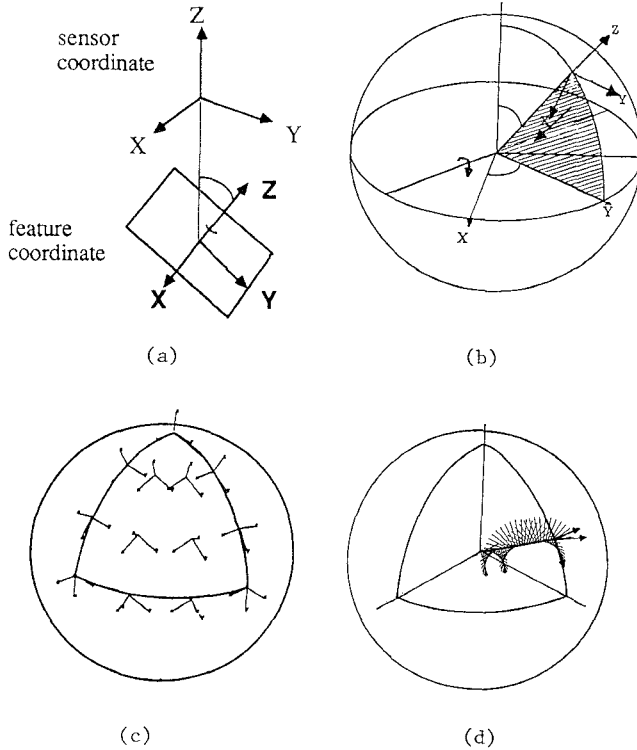 sensor
coordinate
Z
X
Y
feature
coordinate
Z
X
Y
(a)
Z
Y
X
Y
X
(b)
(c)
(d)